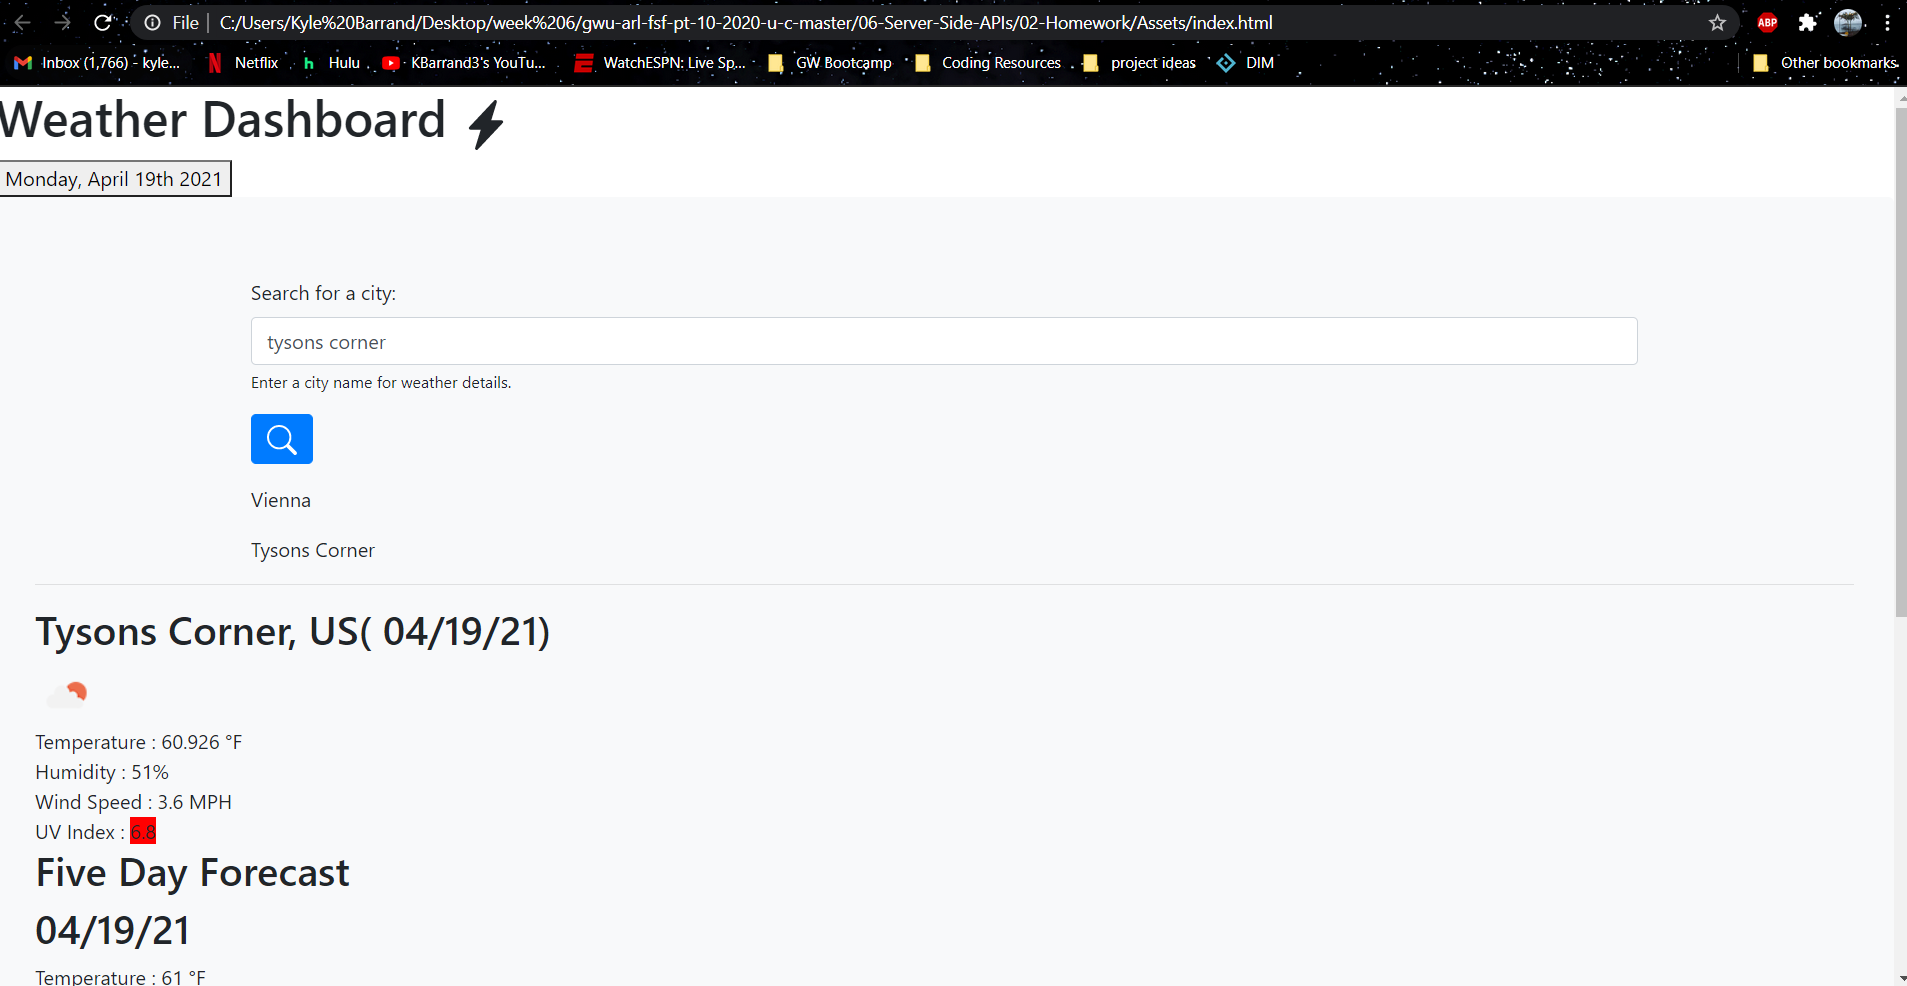 File | C:/Users/Kyle%20Barrand/Desktop/week%206/gwu-arl-fsf-pt-10-2020-u-c-master/06-Server-Side-APIs/02-Homework/Assets/index.html
ABP
Inbox (1,766) - kyle... Netflix h Hulu KBarrand3's YouTu... WatchESPN: Live Sp... GW Bootcamp Coding Resources project ideas DIM Other bookmarks
Weather Dashboard
Monday, April 19th 2021
Search for a city:
tysons corner
Enter a city name for weather details.
Vienna
Tysons Corner
Tysons Corner, US( 04/19/21)
Temperature : 60.926 °F
Humidity : 51%
Wind Speed : 3.6 MPH
UV Index : 6.8
Five Day Forecast
04/19/21
Temperature : 61 °F